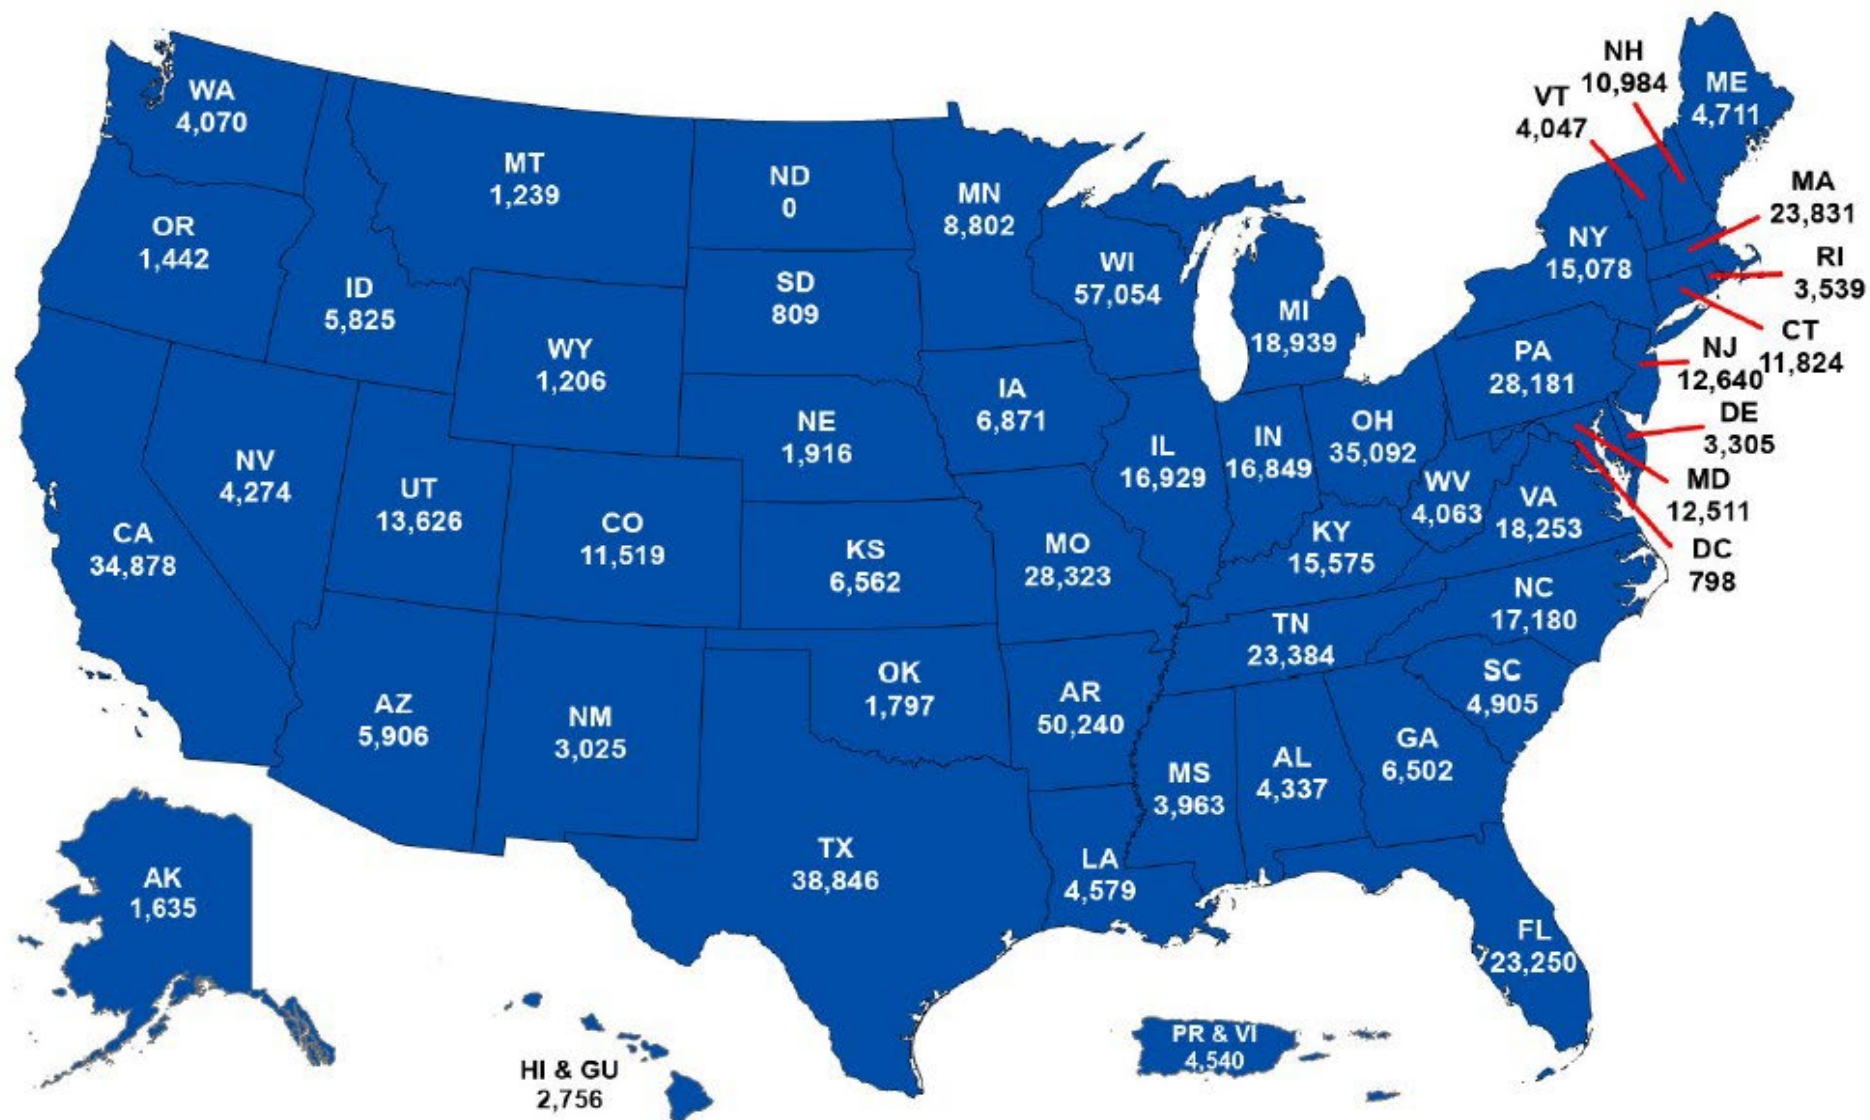 WA
4,070
OR
1,442
CA
34,878
ID
5,825
NV
4,274
MT
1,239
WY
1,206
UT
13,626
AZ
5,906
CO
11,519
NM
3,025
ND
0
SD
809
NE
1,916
KS
6,562
OK
1,797
TX
38,846
MN
8,802
IA
6,871
MO
28,323
AR
50,240
LA
4,579
WI
57,054
IL
16,929
MI
18,939
IN
16,849
OH
35,092
KY
15,575
TN
23,384
MS
3,963
AL
4,337
GA
6,502
FL
23,250
SC
4,905
NC
17,180
VA
18,253
WV
4,063
PA
28,181
NY
15,078
VT
4,047
NH
10,984
ME
4,711
MA
23,831
RI
3,539
CT
11,824
NJ
12,640
DE
3,305
MD
12,511
DC
798
AK
1,635
HI & GU
2,756
PR & VI
4,540